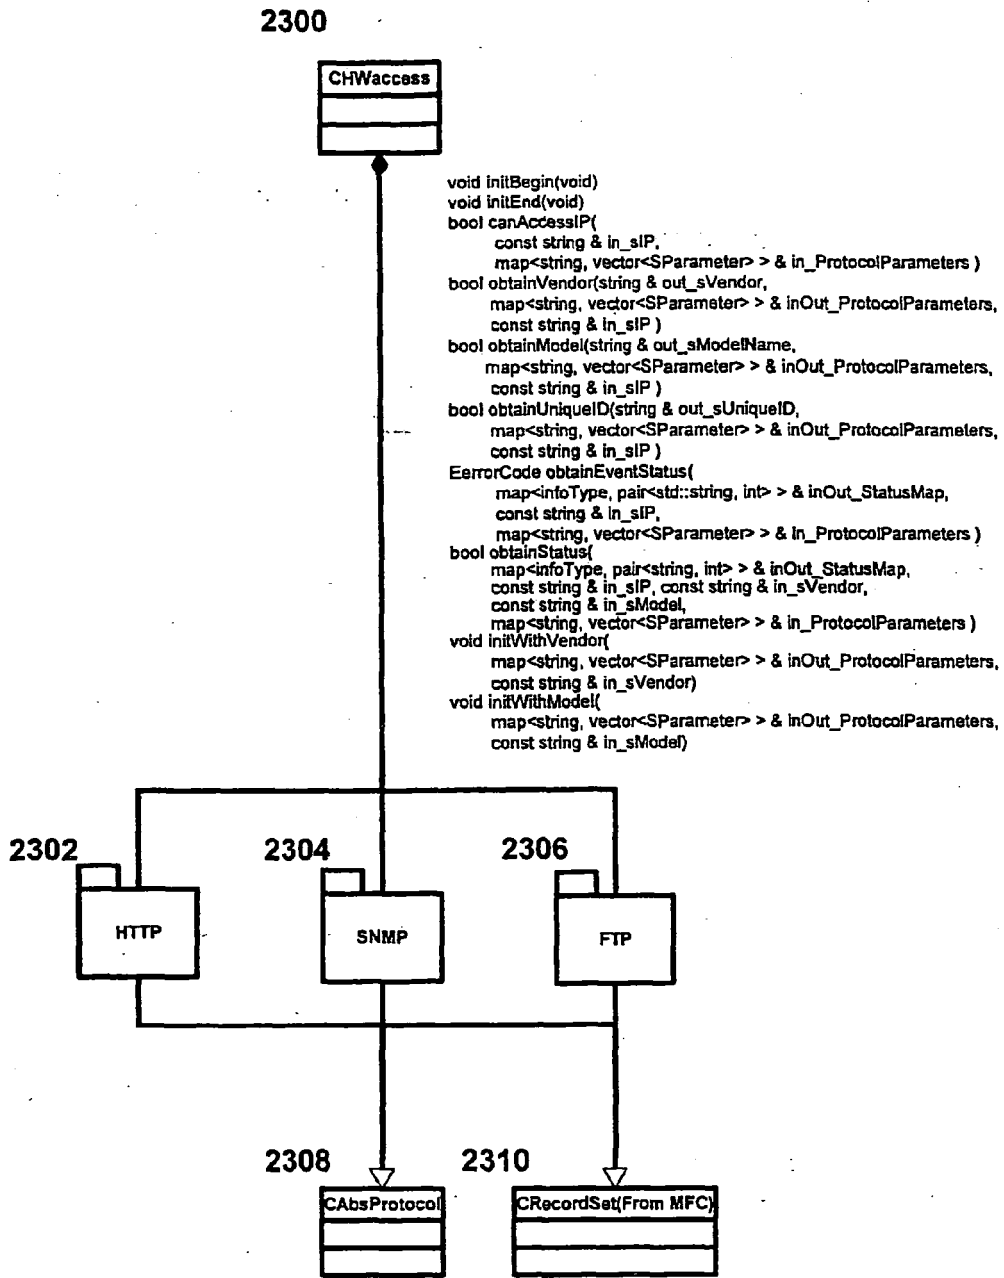 2300
CHWaccess
void initBegin(void)
void initEnd(void)
bool canAccessIP(
const string & in_sIP,
map<string, vector<SParameter> > & in_ProtocolParameters )
bool obtainVendor(string & out_sVendor,
map<string, vector<SParameter> > & inOut_ProtocolParameters,
const string & in_sIP )
bool obtainModel(string & out_sModelName,
map<string, vector<SParameter> > & inOut_ProtocolParameters,
const string & in_sIP )
bool obtainUniqueID(string & out_sUniqueID,
map<string, vector<SParameter> > & inOut_ProtocolParameters,
const string & in_sIP )
EerrorCode obtainEventStatus(
map<infoType, pair<std::string, int> > & inOut_StatusMap,
const string & in_sIP,
map<string, vector<SParameter> > & in_ProtocolParameters )
bool obtainStatus(
map<infoType, pair<string, int> > & inOut_StatusMap,
const string & in_sIP, const string & in_sVendor,
const string & in_sModel,
map<string, vector<SParameter> > & in_ProtocolParameters )
void initWithVendor(
map<string, vector<SParameter> > & inOut_ProtocolParameters,
const string & in_sVendor)
void initWithModel(
map<string, vector<SParameter> > & inOut_ProtocolParameters,
const string & in_sModel)
2302
2304
2306
HTTP
SNMP
FTP
2308
2310
CAbsProtocol
CRecordSet(From MFC)